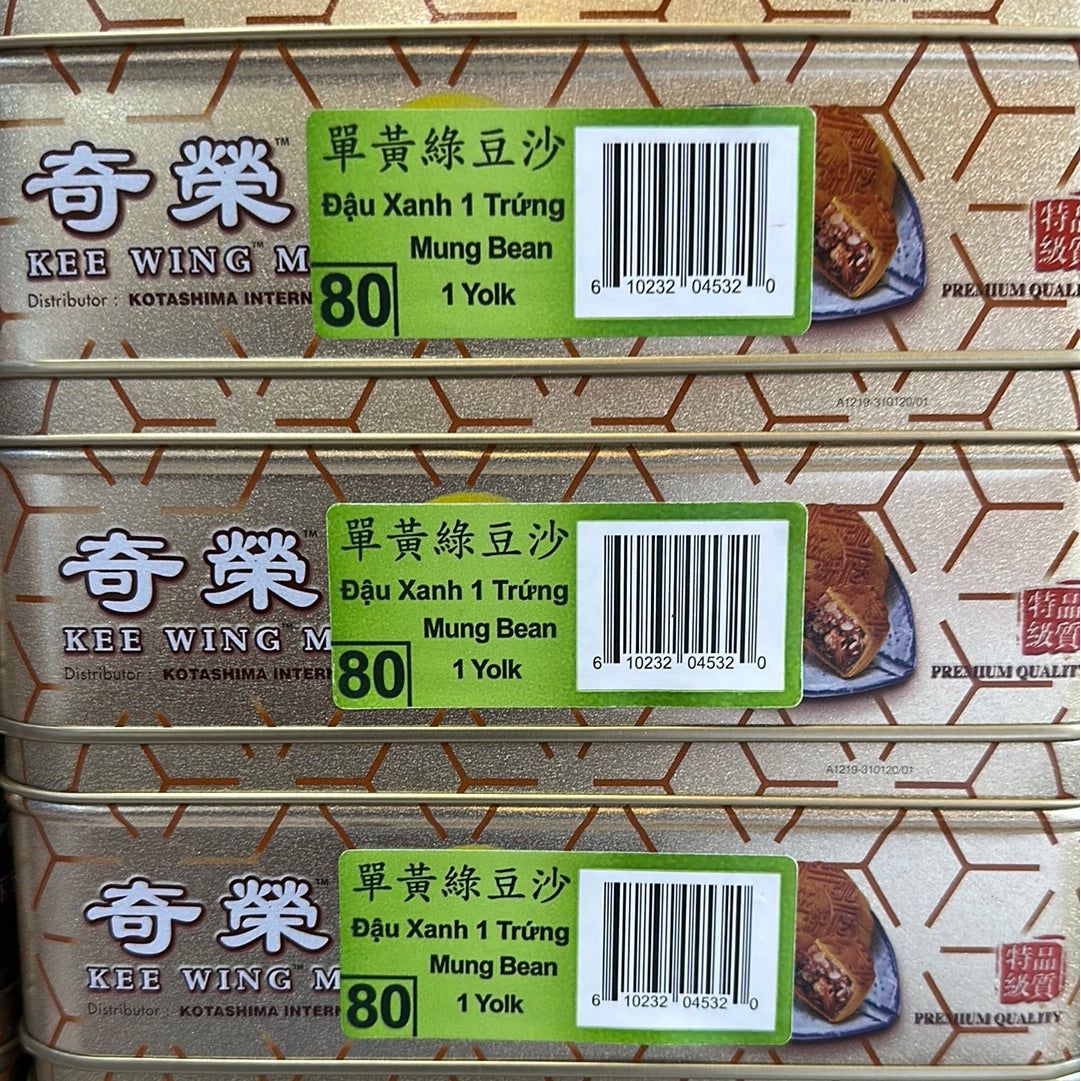 奇榮™
KEE WING™ M
Distributor : KOTASHIMA INTERN
單黃綠豆沙
Đậu Xanh 1 Trứng
Mung Bean
80
1 Yolk
6 10232 04532 0
特品
級質
PREMIUM QUALI
A1219-310120/01
奇榮™
KEE WING™ M
Distributor : KOTASHIMA INTERN
單黃綠豆沙
Đậu Xanh 1 Trứng
Mung Bean
80
1 Yolk
6 10232 04532 0
特品
級質
PREMIUM QUALITY
A1219-310120/01
奇榮™
KEE WING™ M
Distributor : KOTASHIMA INTERN
單黃綠豆沙
Đậu Xanh 1 Trứng
Mung Bean
80
1 Yolk
6 10232 04532 0
特品
級質
PREMIUM QUALITY